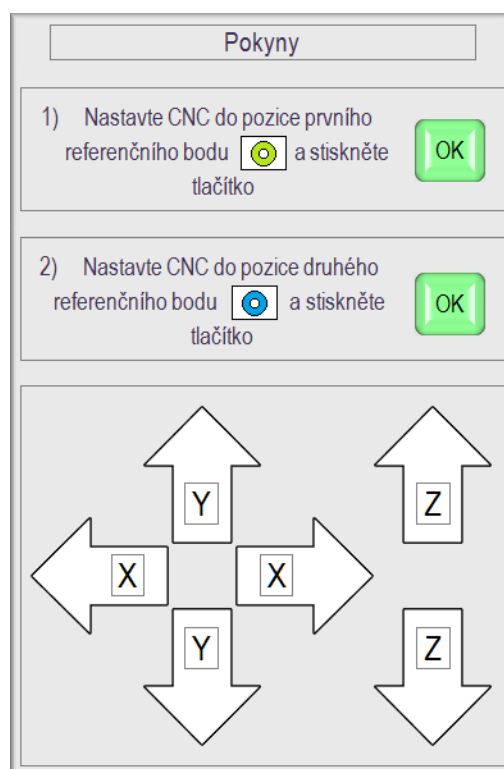 Pokyny
1) Nastavte CNC do pozice prvního
referenčního bodu a stiskněte
tlačítko
OK
2) Nastavte CNC do pozice druhého
referenčního bodu a stiskněte
tlačítko
OK
Y Z
X X
Y Z